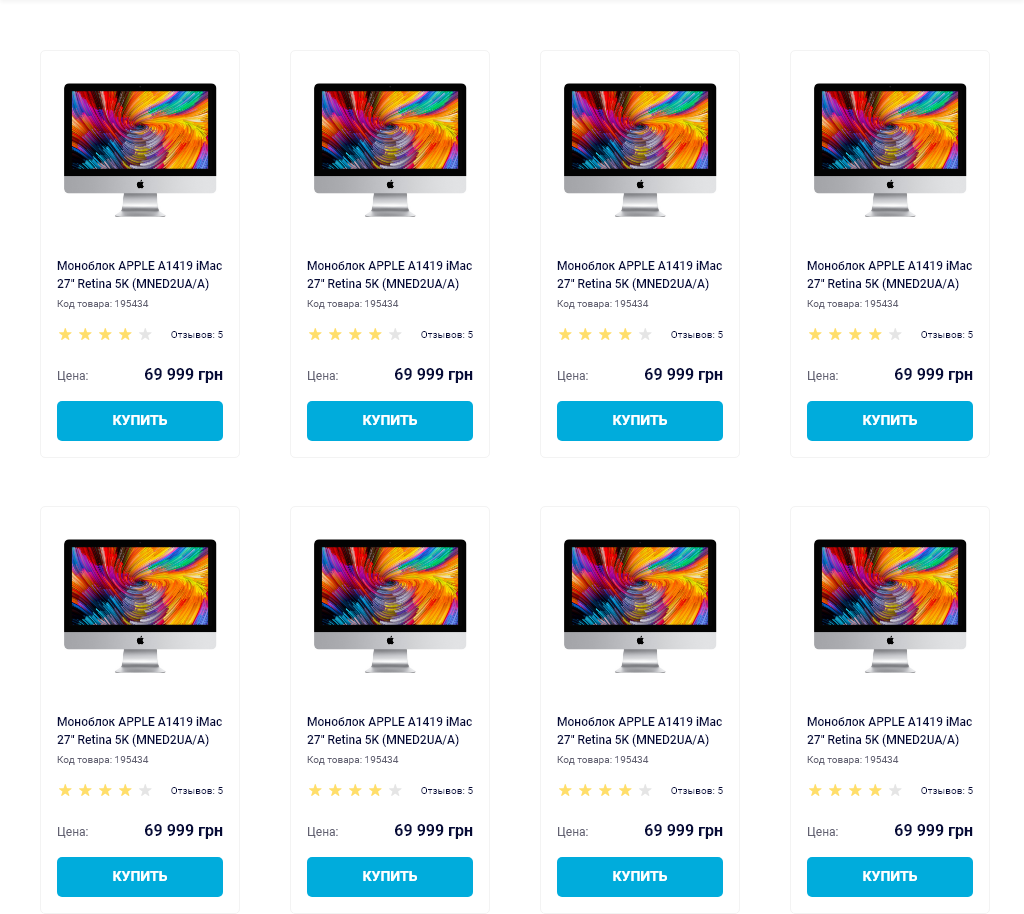 Моноблок APPLE A1419 iMac
27" Retina 5K (MNED2UA/A)
Код товара: 195434
Отзывов: 5
Цена: 69 999 грн
КУПИТЬ
Моноблок APPLE A1419 iMac
27" Retina 5K (MNED2UA/A)
Код товара: 195434
Отзывов: 5
Цена: 69 999 грн
КУПИТЬ
Моноблок APPLE A1419 iMac
27" Retina 5K (MNED2UA/A)
Код товара: 195434
Отзывов: 5
Цена: 69 999 грн
КУПИТЬ
Моноблок APPLE A1419 iMac
27" Retina 5K (MNED2UA/A)
Код товара: 195434
Отзывов: 5
Цена: 69 999 грн
КУПИТЬ
Моноблок APPLE A1419 iMac
27" Retina 5K (MNED2UA/A)
Код товара: 195434
Отзывов: 5
Цена: 69 999 грн
КУПИТЬ
Моноблок APPLE A1419 iMac
27" Retina 5K (MNED2UA/A)
Код товара: 195434
Отзывов: 5
Цена: 69 999 грн
КУПИТЬ
Моноблок APPLE A1419 iMac
27" Retina 5K (MNED2UA/A)
Код товара: 195434
Отзывов: 5
Цена: 69 999 грн
КУПИТЬ
Моноблок APPLE A1419 iMac
27" Retina 5K (MNED2UA/A)
Код товара: 195434
Отзывов: 5
Цена: 69 999 грн
КУПИТЬ